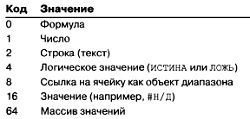 Код Значение
0 Формула
1 Число
2 Строка (текст)
4 Логическое значение (ИСТИНА или ЛОЖЬ)
8 Ссылка на ячейку как объект диапазона
16 Значение (например, #Н/Д)
64 Массив значений